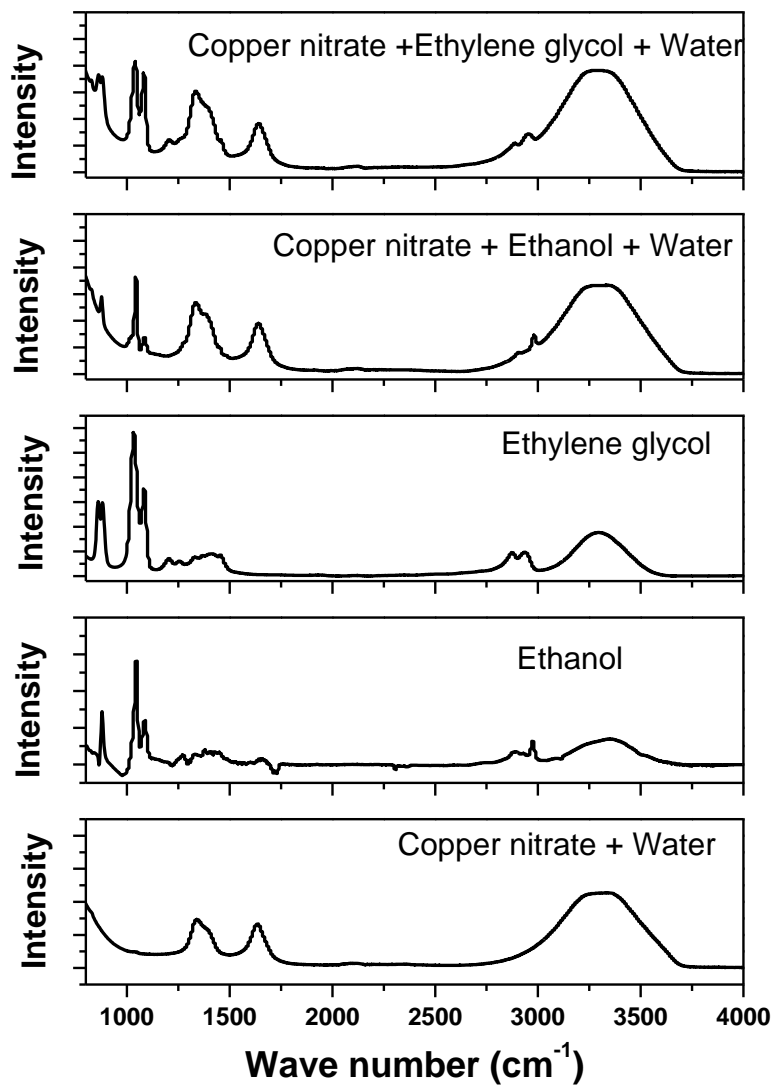 Copper nitrate +Ethylene glycol + Water
Intensity
Copper nitrate + Ethanol + Water
Intensity
Ethylene glycol
Intensity
Ethanol
Intensity
Copper nitrate + Water
Intensity
1000 1500 2000 2500 3000 3500 4000
Wave number (cm⁻¹)